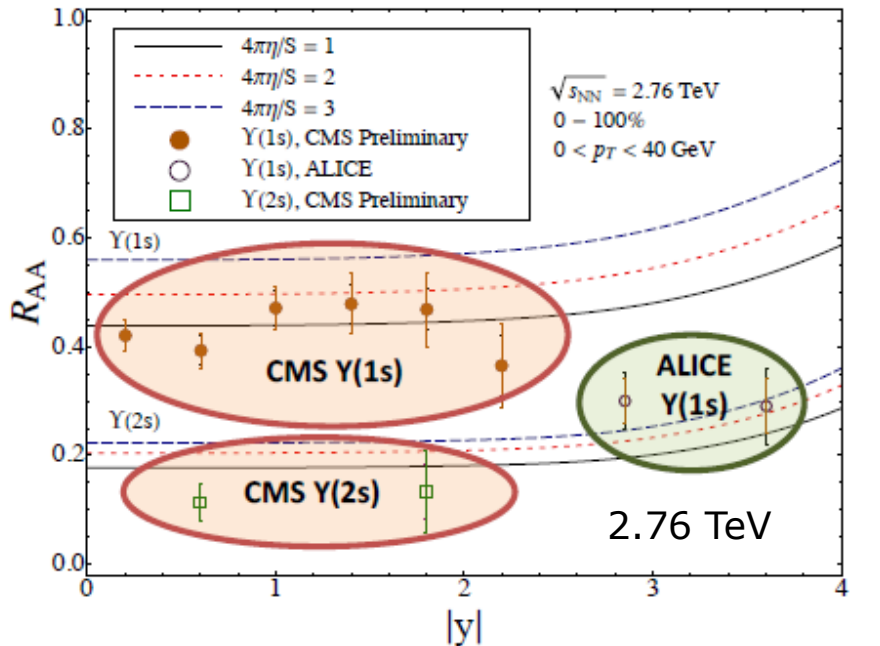 1.0
0.8
0.6
0.4
0.2
0.0
R_AA
4πη/S = 1
4πη/S = 2
4πη/S = 3
ϒ(1s), CMS Preliminary
ϒ(1s), ALICE
ϒ(2s), CMS Preliminary
√s_NN = 2.76 TeV
0 − 100%
0 < p_T < 40 GeV
ϒ(1s)
CMS Υ(1s)
ALICE
Υ(1s)
ϒ(2s)
CMS Υ(2s)
2.76 TeV
0 1 2 3 4
|y|